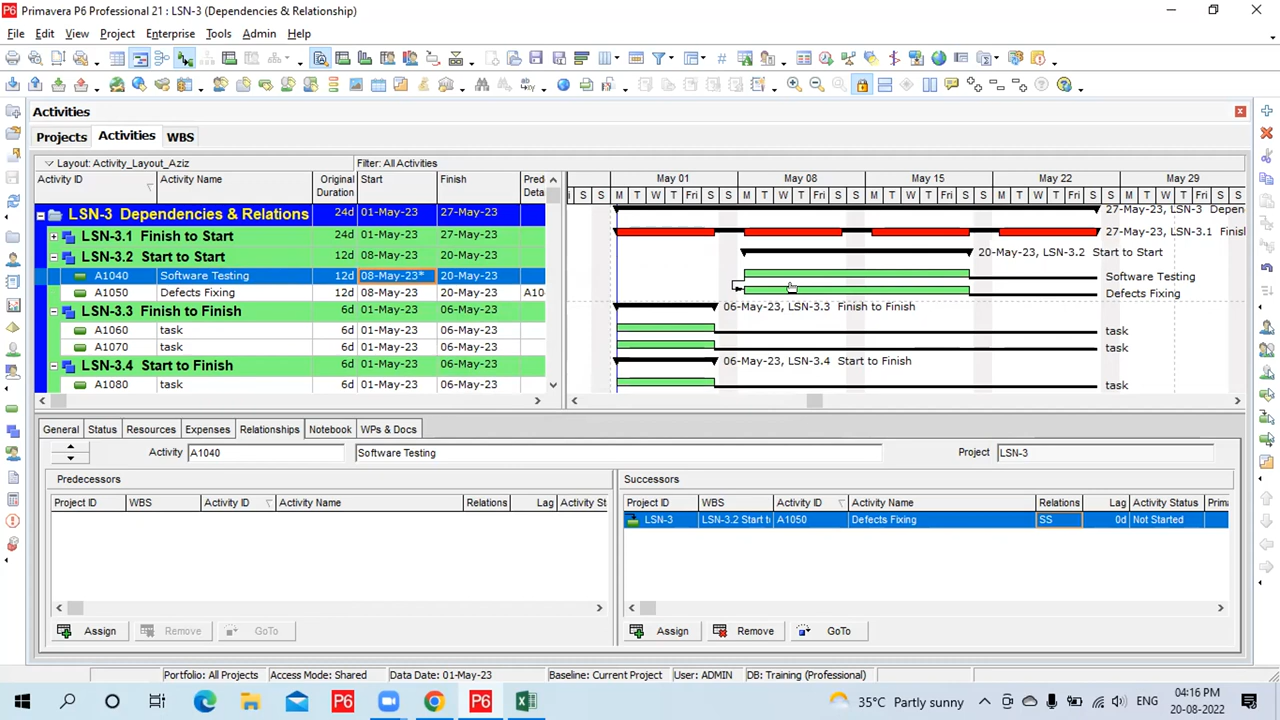 P6 Primavera P6 Professional 21 : LSN-3 (Dependencies & Relationship)
File Edit View Project Enterprise Tools Admin Help
Activities
Projects Activities WBS
Layout: Activity_Layout_Aziz Filter: All Activities
Activity ID Activity Name Original Duration Start Finish Pred Deta
May 01 May 08 May 15 May 22 May 29
Fri S S M T W T Fri S S M T W T Fri S S M T W T Fri S S M T W T Fri S S M T W T Fri S
LSN-3 Dependencies & Relations 24d 01-May-23 27-May-23 27-May-23, LSN-3 Depen
LSN-3.1 Finish to Start 24d 01-May-23 27-May-23 27-May-23, LSN-3.1 Finis
LSN-3.2 Start to Start 12d 08-May-23 20-May-23 20-May-23, LSN-3.2 Start to Start
A1040 Software Testing 12d 08-May-23* 20-May-23 Software Testing
A1050 Defects Fixing 12d 08-May-23 20-May-23 A10 Defects Fixing
LSN-3.3 Finish to Finish 6d 01-May-23 06-May-23 06-May-23, LSN-3.3 Finish to Finish
A1060 task 6d 01-May-23 06-May-23 task
A1070 task 6d 01-May-23 06-May-23 task
LSN-3.4 Start to Finish 6d 01-May-23 06-May-23 06-May-23, LSN-3.4 Start to Finish
A1080 task 6d 01-May-23 06-May-23 task
General Status Resources Expenses Relationships Notebook WPs & Docs
Activity A1040 Software Testing Project LSN-3
Predecessors Successors
Project ID WBS Activity ID Activity Name Relations Lag Activity St Project ID WBS Activity ID Activity Name Relations Lag Activity Status Prim
LSN-3 LSN-3.2 Start t A1050 Defects Fixing SS 0d Not Started
Assign Remove GoTo Assign Remove GoTo
Portfolio: All Projects Access Mode: Shared Data Date: 01-May-23 Baseline: Current Project User: ADMIN DB: Training (Professional)
P6 P6 35°C Partly sunny ENG 04:16 PM
20-08-2022